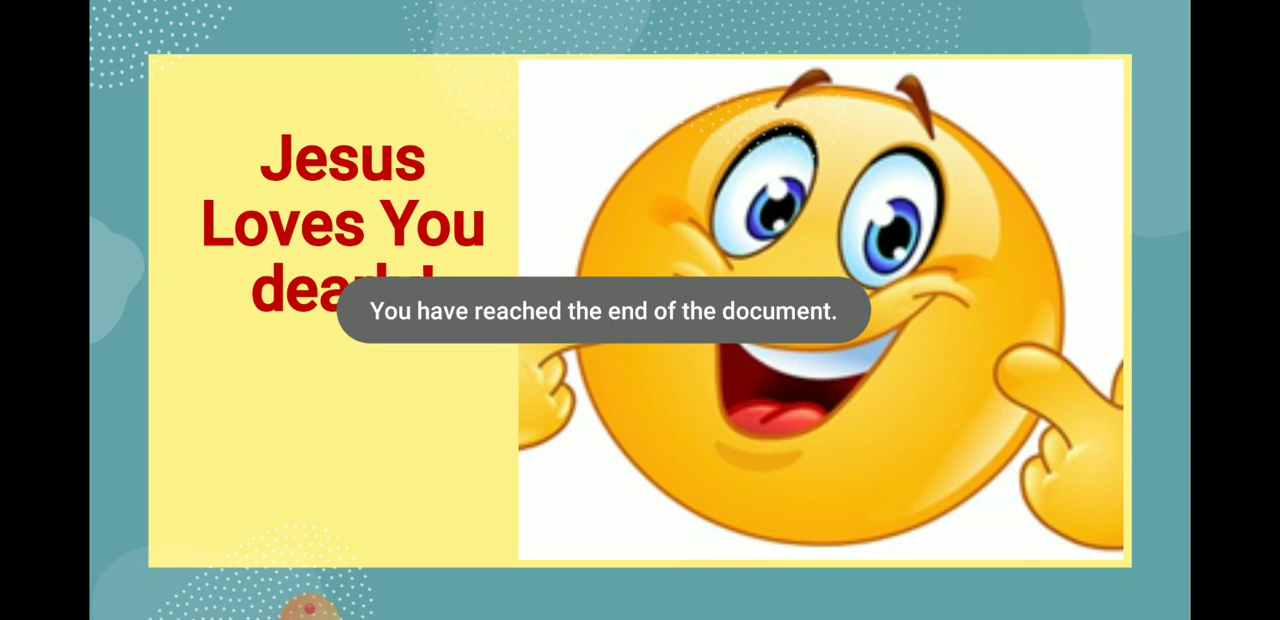 Jesus
Loves You
You have reached the end of the document.